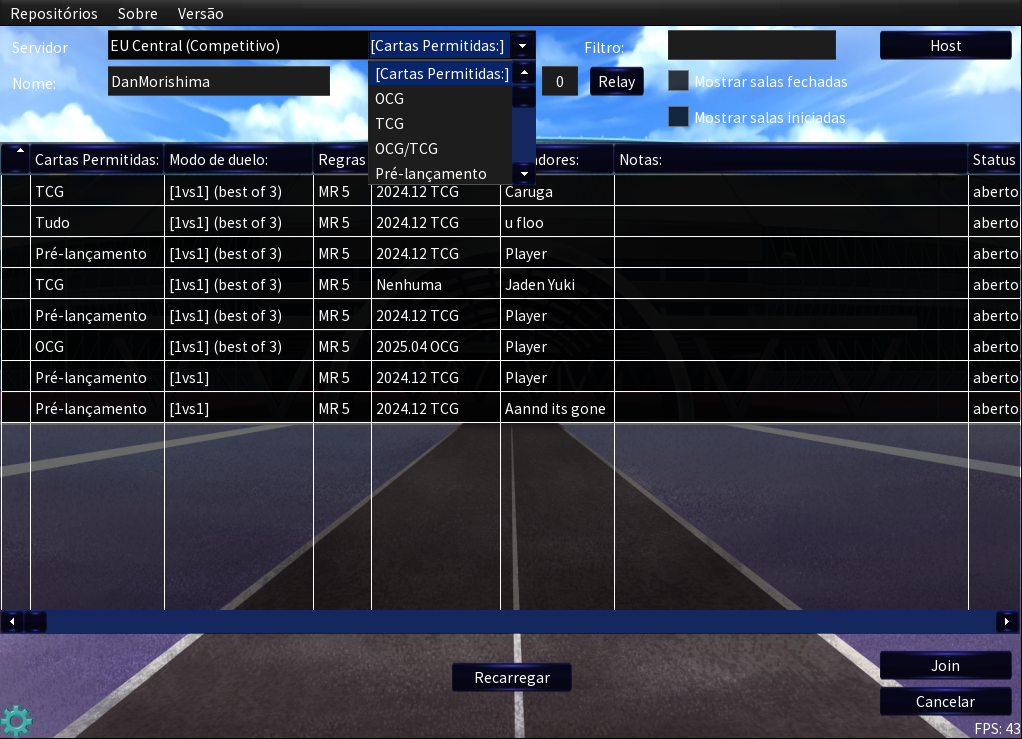 Repositórios Sobre Versão
Servidor EU Central (Competitivo) [Cartas Permitidas:] Filtro: Host
[Cartas Permitidas:]
Nome: DanMorishima 0 Relay Mostrar salas fechadas
OCG
TCG Mostrar salas iniciadas
OCG/TCG
Pré-lançamento
Cartas Permitidas: Modo de duelo: Regras dores: Notas: Status
TCG [1vs1] (best of 3) MR 5 2024.12 TCG Caruga aberto
Tudo [1vs1] (best of 3) MR 5 2024.12 TCG u floo aberto
Pré-lançamento [1vs1] (best of 3) MR 5 2024.12 TCG Player aberto
TCG [1vs1] (best of 3) MR 5 Nenhuma Jaden Yuki aberto
Pré-lançamento [1vs1] (best of 3) MR 5 2024.12 TCG Player aberto
OCG [1vs1] (best of 3) MR 5 2025.04 OCG Player aberto
Pré-lançamento [1vs1] MR 5 2024.12 TCG Player aberto
Pré-lançamento [1vs1] MR 5 2024.12 TCG Aannd its gone aberto
Recarregar
Join
Cancelar
FPS: 43